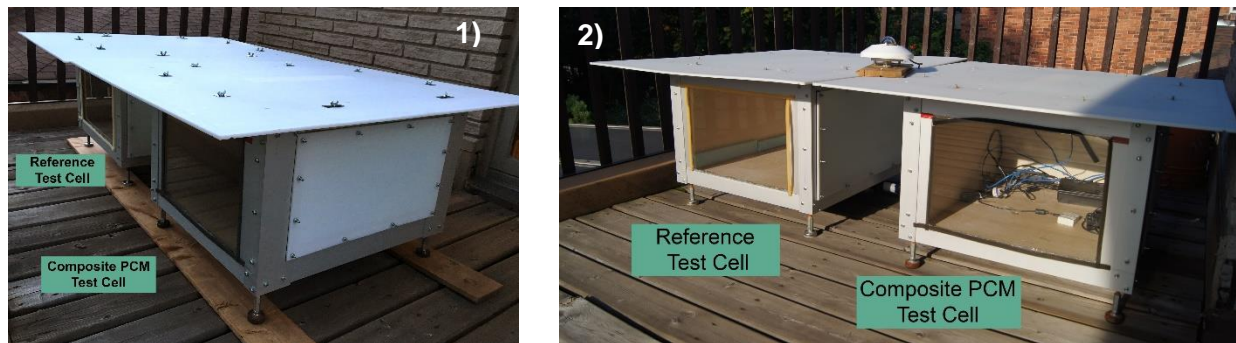 1)
Reference
Test Cell
Composite PCM
Test Cell
2)
Reference
Test Cell
Composite PCM
Test Cell